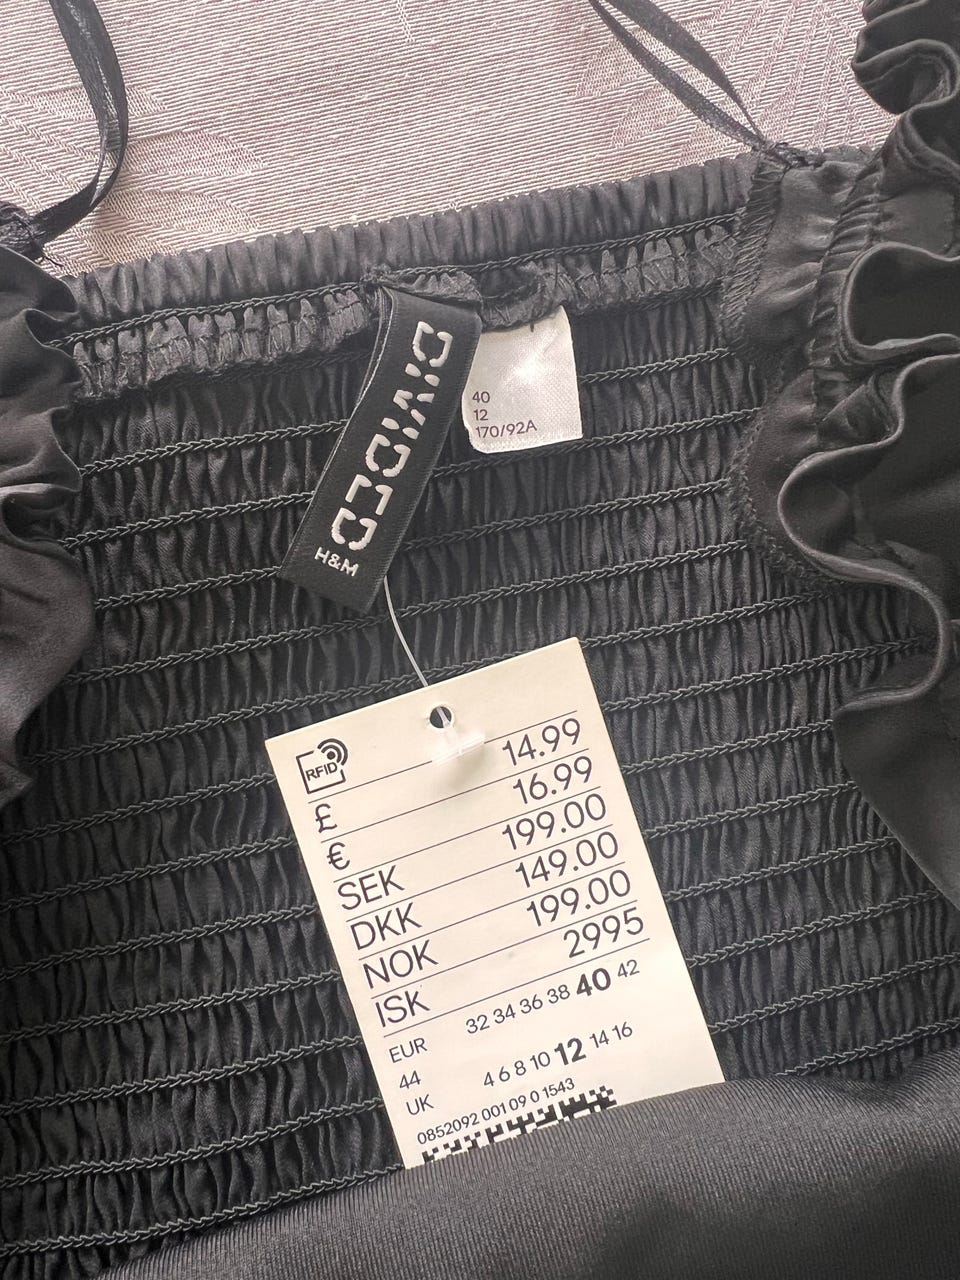 DIVIDED
H&M
40
12
170/92A
RFID
£ 14.99
€ 16.99
SEK 199.00
DKK 149.00
NOK 199.00
ISK 2995
EUR 32 34 36 38 40 42
44
UK 4 6 8 10 12 14 16
0852092 001 09 0 1543